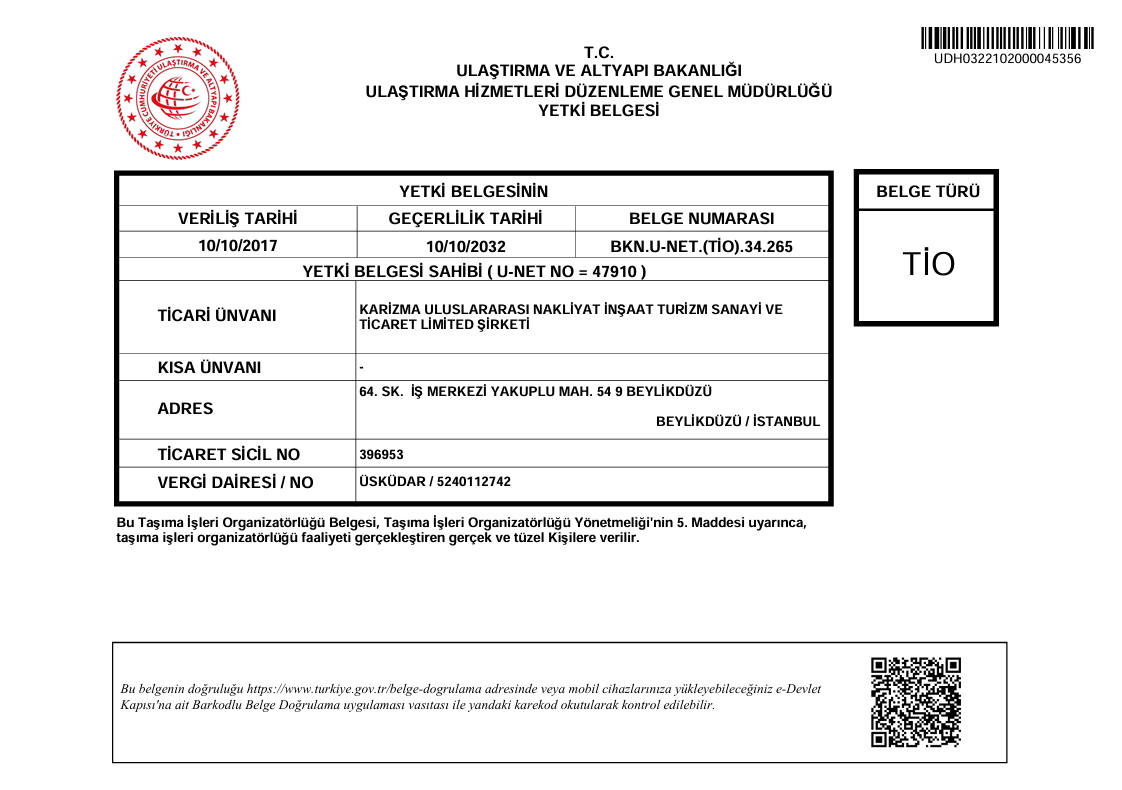 T.C.
ULAŞTIRMA VE ALTYAPI BAKANLIĞI
ULAŞTIRMA HİZMETLERİ DÜZENLEME GENEL MÜDÜRLÜĞÜ
YETKİ BELGESİ
UDH0322102000045356
TÜRKİYE CUMHURİYETİ ULAŞTIRMA VE ALTYAPI BAKANLIĞI
YETKİ BELGESİNİN
VERİLİŞ TARİHİ GEÇERLİLİK TARİHİ BELGE NUMARASI
10/10/2017 10/10/2032 BKN.U-NET.(TİO).34.265
YETKİ BELGESİ SAHİBİ ( U-NET NO = 47910 )
TİCARİ ÜNVANI
KARİZMA ULUSLARARASI NAKLİYAT İNŞAAT TURİZM SANAYİ VE
TİCARET LİMİTED ŞİRKETİ
KISA ÜNVANI -
ADRES
64. SK.  İŞ MERKEZİ YAKUPLU MAH. 54 9 BEYLİKDÜZÜ
BEYLİKDÜZÜ / İSTANBUL
TİCARET SİCİL NO 396953
VERGİ DAİRESİ / NO ÜSKÜDAR / 5240112742
BELGE TÜRÜ
TİO
Bu Taşıma İşleri Organizatörlüğü Belgesi, Taşıma İşleri Organizatörlüğü Yönetmeliği'nin 5. Maddesi uyarınca,
taşıma işleri organizatörlüğü faaliyeti gerçekleştiren gerçek ve tüzel Kişilere verilir.
Bu belgenin doğruluğu https://www.turkiye.gov.tr/belge-dogrulama adresinde veya mobil cihazlarınıza yükleyebileceğiniz e-Devlet
Kapısı'na ait Barkodlu Belge Doğrulama uygulaması vasıtası ile yandaki karekod okutularak kontrol edilebilir.